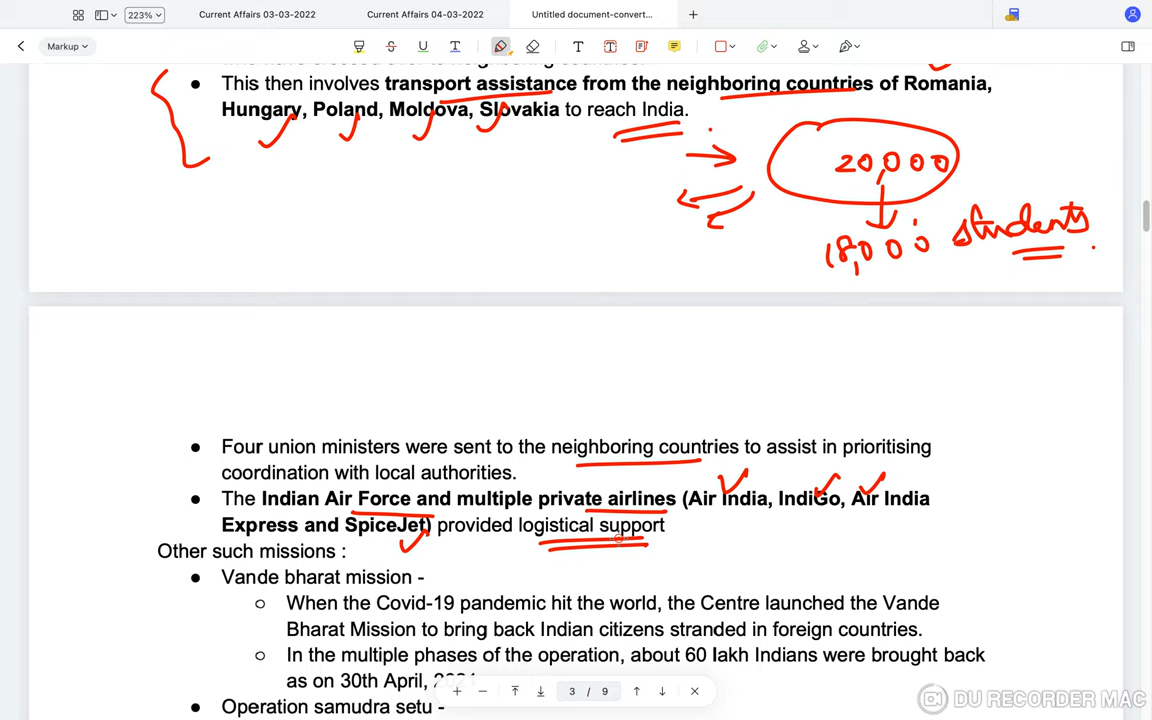 223%
Current Affairs 03-03-2022
Current Affairs 04-03-2022
Untitled document-convert...
Markup
This then involves transport assistance from the neighboring countries of Romania,
Hungary, Poland, Moldova, Slovakia to reach India.
20,000
18,000 students
Four union ministers were sent to the neighboring countries to assist in prioritising
coordination with local authorities.
The Indian Air Force and multiple private airlines (Air India, IndiGo, Air India
Express and SpiceJet) provided logistical support
Other such missions :
Vande bharat mission -
When the Covid-19 pandemic hit the world, the Centre launched the Vande
Bharat Mission to bring back Indian citizens stranded in foreign countries.
In the multiple phases of the operation, about 60 lakh Indians were brought back
as on 30th April,
3 / 9
Operation samudra setu -
DU RECORDER MAC